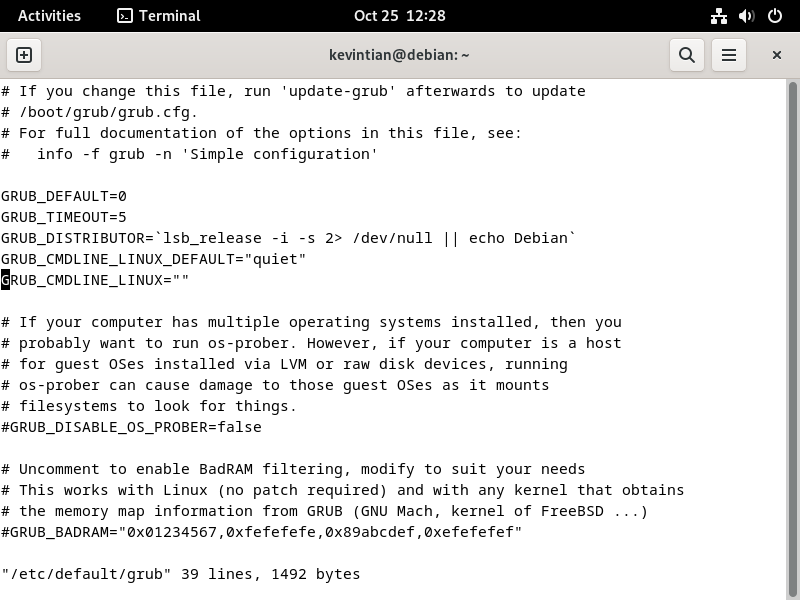 Activities
Terminal
Oct 25 12:28
kevintian@debian: ~
# If you change this file, run 'update-grub' afterwards to update
# /boot/grub/grub.cfg.
# For full documentation of the options in this file, see:
#   info -f grub -n 'Simple configuration'
GRUB_DEFAULT=0
GRUB_TIMEOUT=5
GRUB_DISTRIBUTOR=`lsb_release -i -s 2> /dev/null || echo Debian`
GRUB_CMDLINE_LINUX_DEFAULT="quiet"
GRUB_CMDLINE_LINUX=""
# If your computer has multiple operating systems installed, then you
# probably want to run os-prober. However, if your computer is a host
# for guest OSes installed via LVM or raw disk devices, running
# os-prober can cause damage to those guest OSes as it mounts
# filesystems to look for things.
#GRUB_DISABLE_OS_PROBER=false
# Uncomment to enable BadRAM filtering, modify to suit your needs
# This works with Linux (no patch required) and with any kernel that obtains
# the memory map information from GRUB (GNU Mach, kernel of FreeBSD ...)
#GRUB_BADRAM="0x01234567,0xfefefefe,0x89abcdef,0xefefefef"
"/etc/default/grub" 39 lines, 1492 bytes